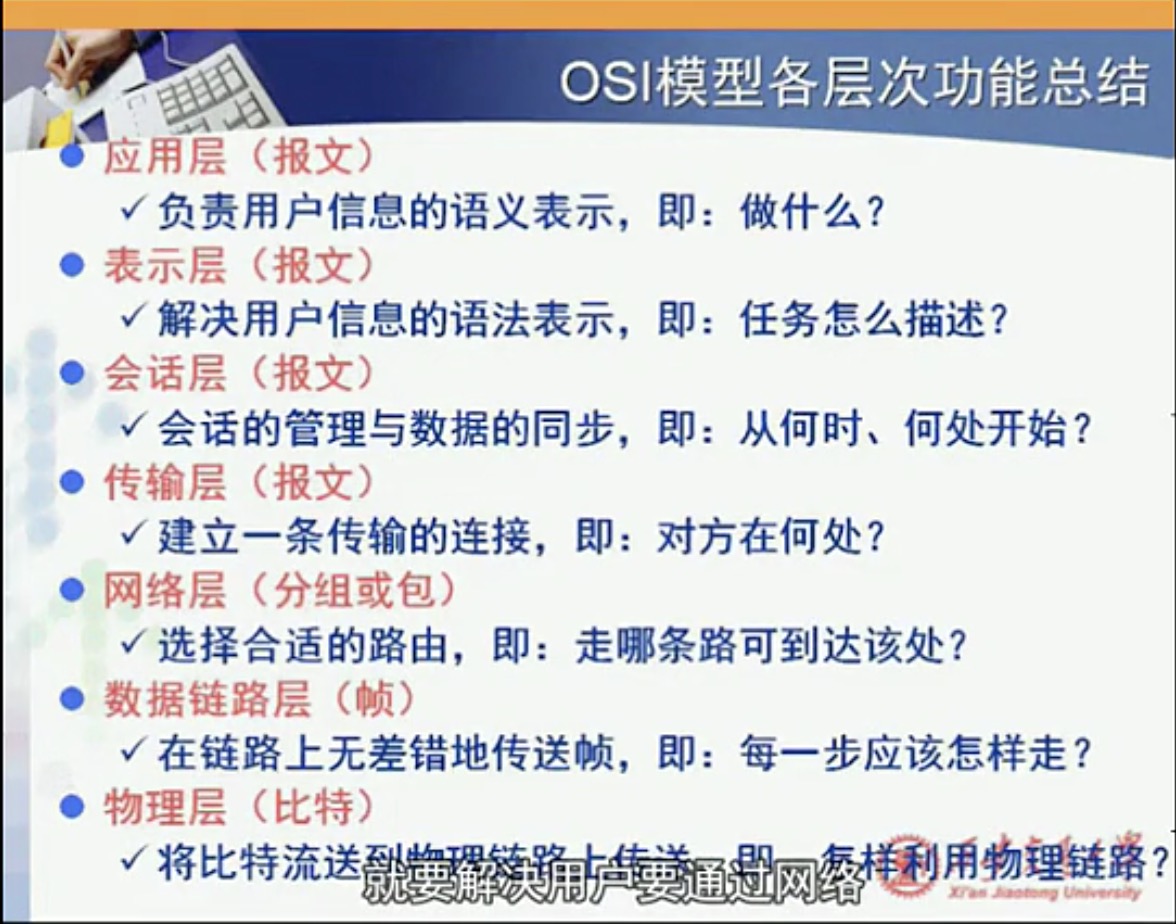 OSI模型各层次功能总结
应用层（报文）
负责用户信息的语义表示，即：做什么？
表示层（报文）
解决用户信息的语法表示，即：任务怎么描述？
会话层（报文）
会话的管理与数据的同步，即：从何时、何处开始？
传输层（报文）
建立一条传输的连接，即：对方在何处？
网络层（分组或包）
选择合适的路由，即：走哪条路可到达该处？
数据链路层（帧）
在链路上无差错地传送帧，即：每一步应该怎样走？
物理层（比特）
将比特流送到物理链路上传送，即：怎样利用物理链路？
就要解决用户要通过网络
西安交通大学
Xi'an Jiaotong University